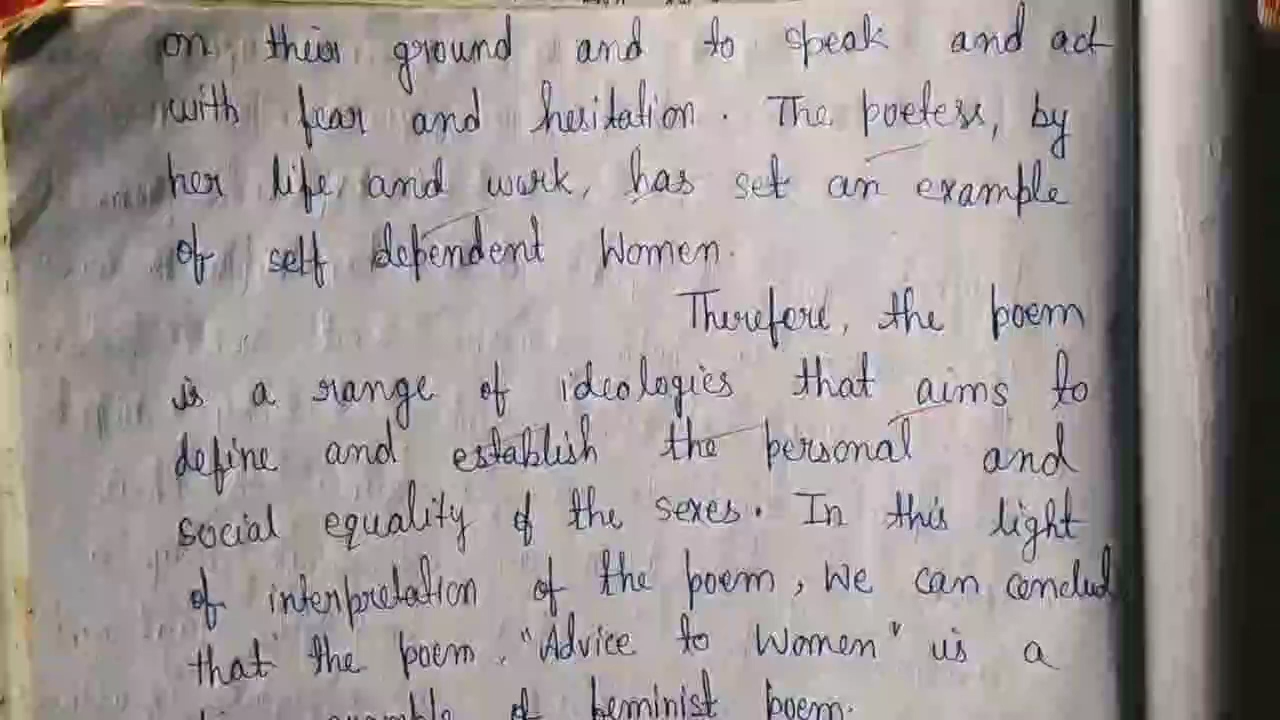 on their ground and to speak and act
with fear and hesitation. The poetess, by
her life and work, has set an example
of self dependent Women.
Therefore, the poem
is a range of ideologies that aims to
define and establish the personal and
social equality of the sexes. In this light
of interpretation of the poem, We can conclud
that the poem "Advice to Women" is a
example of feminist poem.